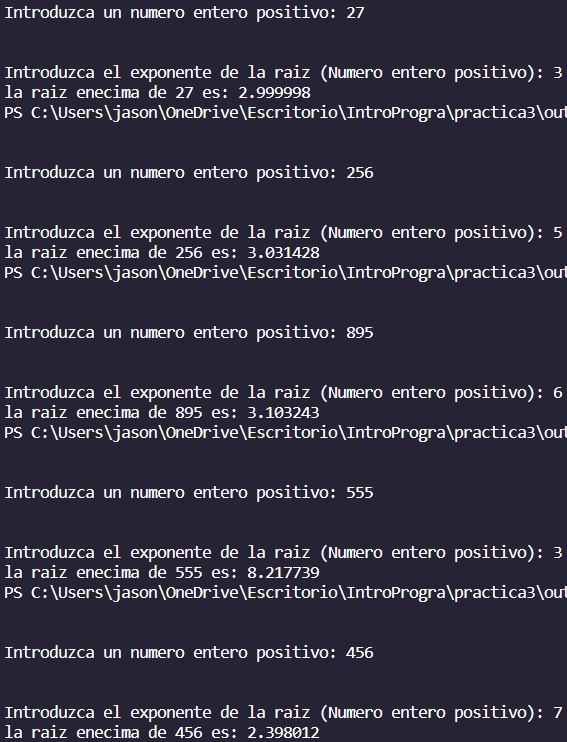 Introduzca un numero entero positivo: 27
Introduzca el exponente de la raiz (Numero entero positivo): 3
la raiz enecima de 27 es: 2.999998
PS C:\Users\jason\OneDrive\Escritorio\IntroProgra\practica3\out
Introduzca un numero entero positivo: 256
Introduzca el exponente de la raiz (Numero entero positivo): 5
la raiz enecima de 256 es: 3.031428
PS C:\Users\jason\OneDrive\Escritorio\IntroProgra\practica3\out
Introduzca un numero entero positivo: 895
Introduzca el exponente de la raiz (Numero entero positivo): 6
la raiz enecima de 895 es: 3.103243
PS C:\Users\jason\OneDrive\Escritorio\IntroProgra\practica3\out
Introduzca un numero entero positivo: 555
Introduzca el exponente de la raiz (Numero entero positivo): 3
la raiz enecima de 555 es: 8.217739
PS C:\Users\jason\OneDrive\Escritorio\IntroProgra\practica3\out
Introduzca un numero entero positivo: 456
Introduzca el exponente de la raiz (Numero entero positivo): 7
la raiz enecima de 456 es: 2.398012